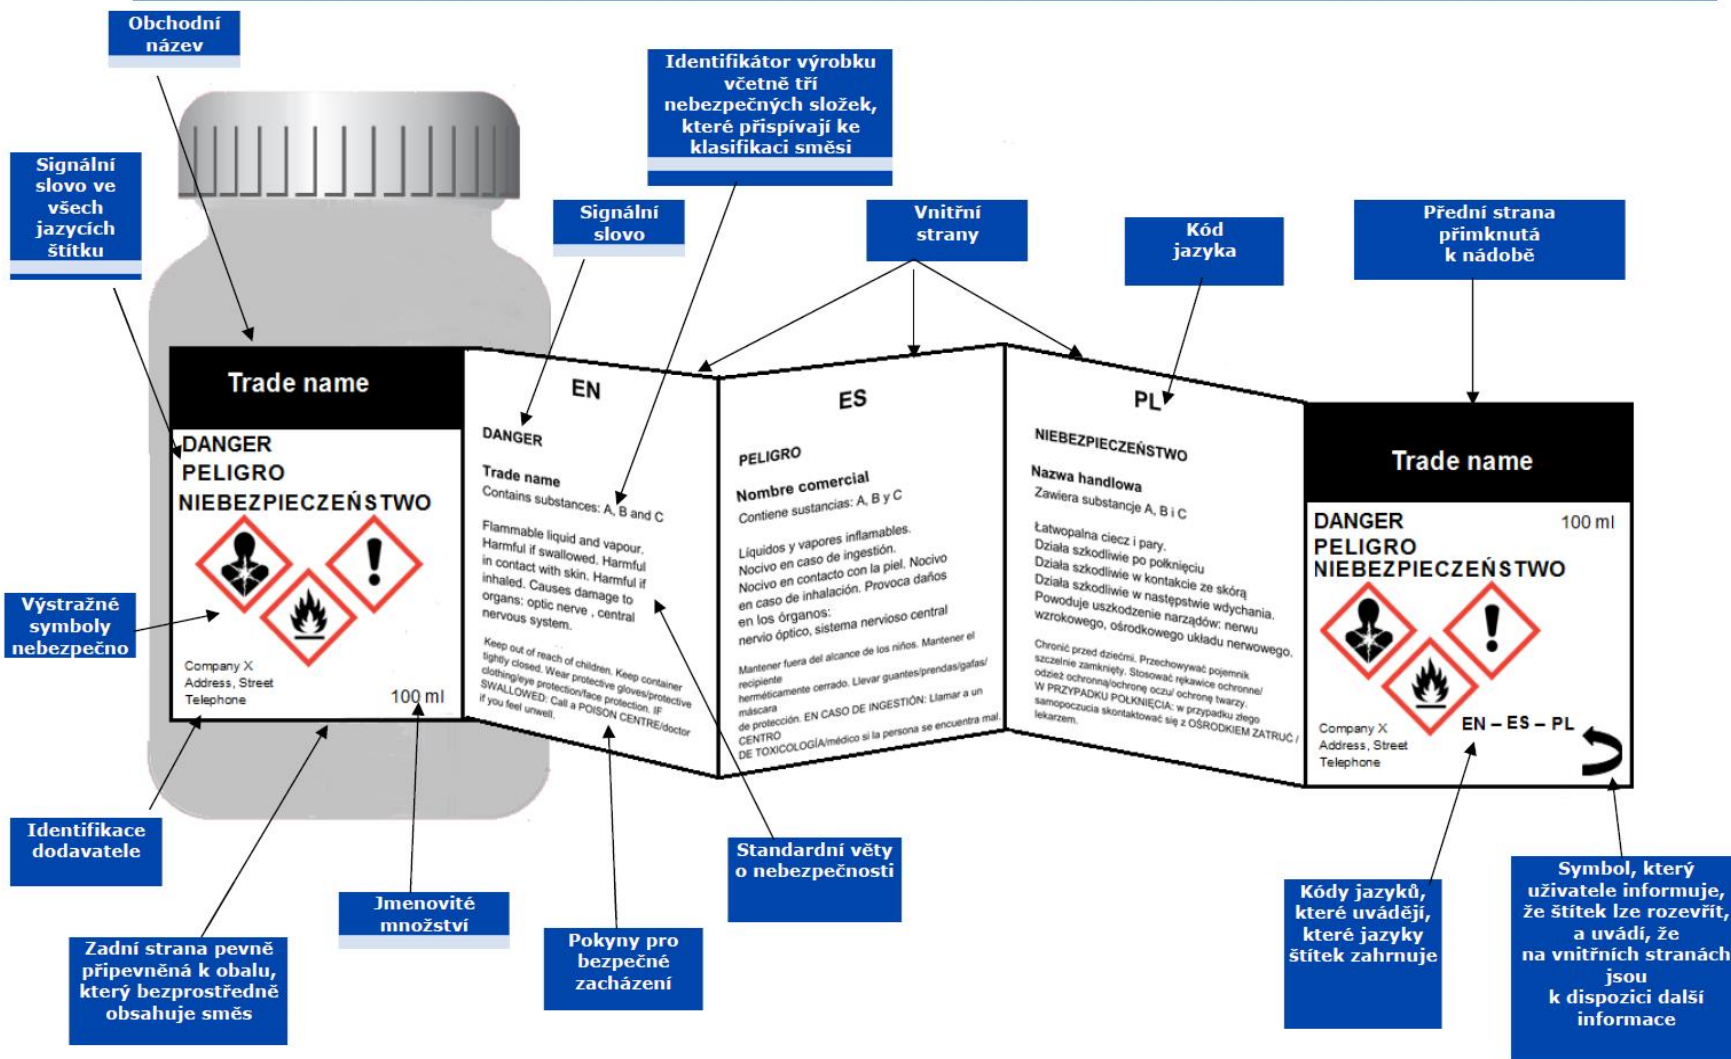 Obchodní
název
Identifikátor výrobku
včetně tří
nebezpečných složek,
které přispívají ke
klasifikaci směsi
Signální
slovo ve
všech
jazycích
štítku
Signální
slovo
Vnitřní
strany
Kód
jazyka
Přední strana
přimknutá
k nádobě
Trade name
DANGER
PELIGRO
NIEBEZPIECZEŃSTWO
Company X
Address, Street
Telephone
100 ml
EN
DANGER
Trade name
Contains substances: A, B and C
Flammable liquid and vapour.
Harmful if swallowed. Harmful
in contact with skin. Harmful if
inhaled. Causes damage to
organs: optic nerve , central
nervous system.
Keep out of reach of children. Keep container
tightly closed. Wear protective gloves/protective
clothing/eye protection/face protection. IF
SWALLOWED: Call a POISON CENTRE/doctor
if you feel unwell.
ES
PELIGRO
Nombre comercial
Contiene sustancias: A, B y C
Líquidos y vapores inflamables.
Nocivo en caso de ingestión.
Nocivo en contacto con la piel. Nocivo
en caso de inhalación. Provoca daños
en los órganos:
nervio óptico, sistema nervioso central
Mantener fuera del alcance de los niños. Mantener el
recipiente
herméticamente cerrado. Llevar guantes/prendas/gafas/
máscara
de protección. EN CASO DE INGESTIÓN: Llamar a un
CENTRO
DE TOXICOLOGÍA/médico si la persona se encuentra mal.
PL
NIEBEZPIECZEŃSTWO
Nazwa handlowa
Zawiera substancje A, B i C
Łatwopalna ciecz i pary.
Działa szkodliwie po połknięciu
Działa szkodliwie w kontakcie ze skórą
Działa szkodliwie w następstwie wdychania.
Powoduje uszkodzenie narządów: nerwu
wzrokowego, ośrodkowego układu nerwowego.
Chronić przed dziećmi. Przechowywać pojemnik
szczelnie zamknięty. Stosować rękawice ochronne/
odzież ochronną/ochronę oczu/ ochronę twarzy.
W PRZYPADKU POŁKNIĘCIA: w przypadku złego
samopoczucia skontaktować się z OŚRODKIEM ZATRUĆ /
lekarzem.
Trade name
DANGER
100 ml
PELIGRO
NIEBEZPIECZEŃSTWO
EN – ES – PL
Company X
Address, Street
Telephone
Výstražné
symboly
nebezpečno
Identifikace
dodavatele
Zadní strana pevně
připevněná k obalu,
který bezprostředně
obsahuje směs
Jmenovité
množství
Pokyny pro
bezpečné
zacházení
Standardní věty
o nebezpečnosti
Kódy jazyků,
které uvádějí,
které jazyky
štítek zahrnuje
Symbol, který
uživatele informuje,
že štítek lze rozevřít,
a uvádí, že
na vnitřních stranách
jsou
k dispozici další
informace